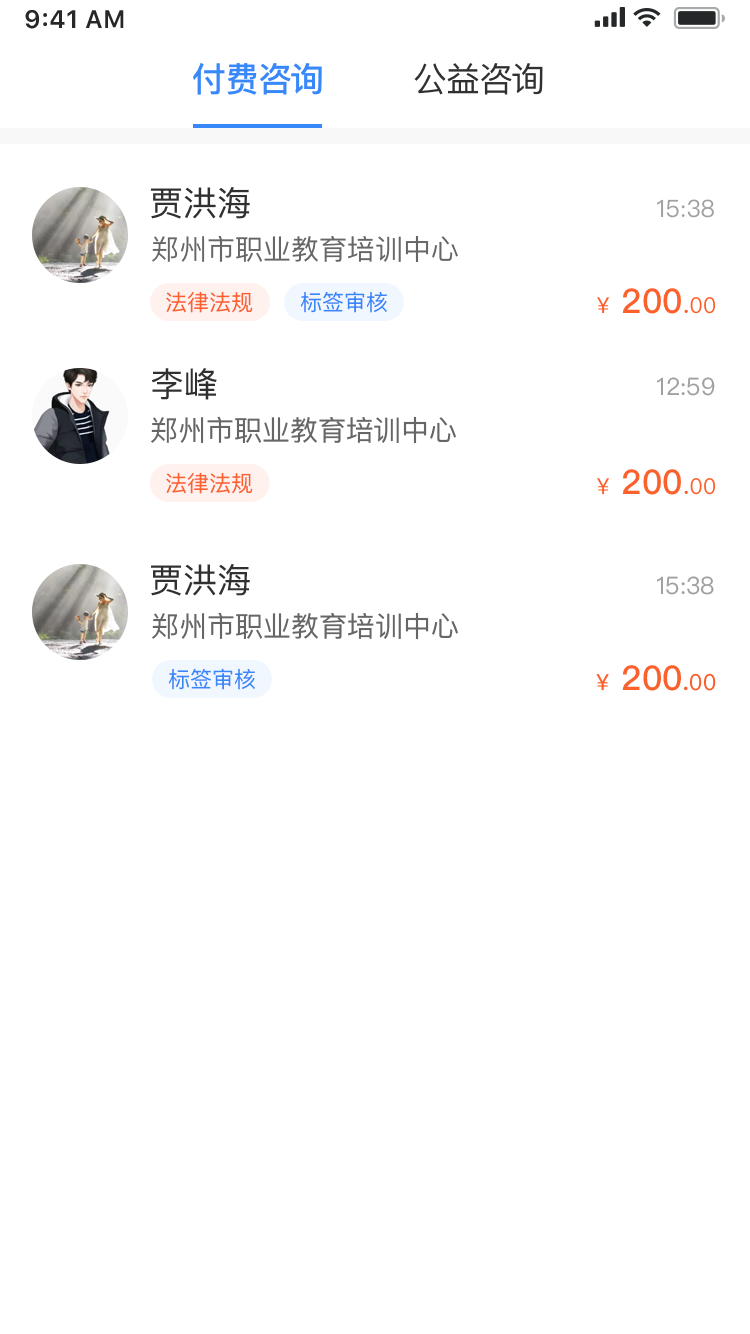 9:41 AM
付费咨询 公益咨询
贾洪海 15:38
郑州市职业教育培训中心
法律法规 标签审核 ¥ 200.00
李峰 12:59
郑州市职业教育培训中心
法律法规 ¥ 200.00
贾洪海 15:38
郑州市职业教育培训中心
标签审核 ¥ 200.00